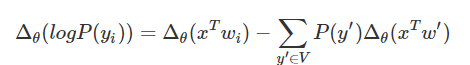 Δ_θ(logP(y_i)) = Δ_θ(x^T w_i) − ∑_{y'∈V} P(y')Δ_θ(x^T w')